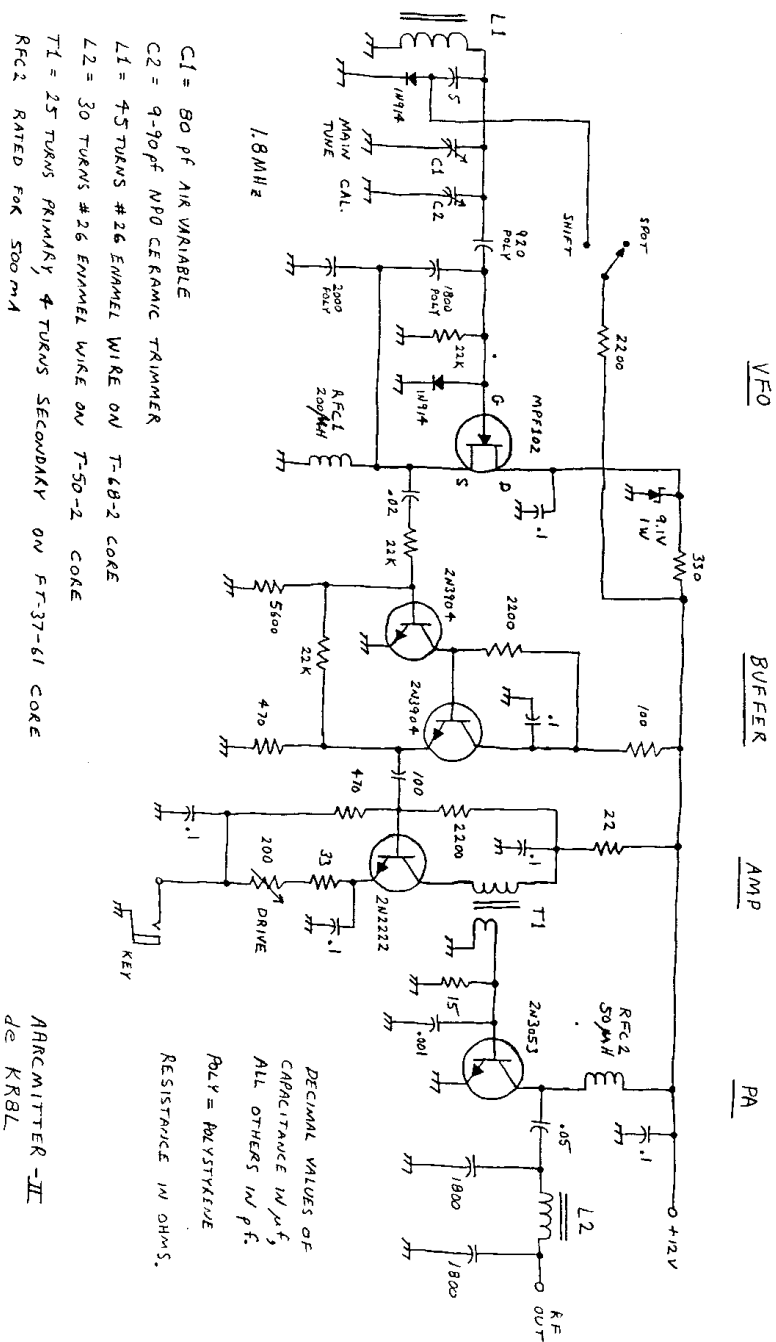 VFO
BUFFER
AMP
PA
SPOT
SHIFT
2200
330
9.1V
1W
100
22
RFC2
50µH
.1
+12V
L1
5
1N914
C1
C2
MAIN
TUNE
CAL.
1.8MHz
920
POLY
1800
POLY
2000
POLY
22K
1N914
G
MPF102
D
S
.1
RFC1
200µH
.02
22K
2N3904
5600
22K
2200
2N3904
.1
470
100
470
2200
.1
T1
2N2222
33
200
DRIVE
.1
.1
KEY
15
.001
2N3053
.05
1800
L2
1800
RF
OUT
C1 = 80 pf AIR VARIABLE
C2 = 9-90pf NPO CERAMIC TRIMMER
L1 = 45 TURNS #26 ENAMEL WIRE ON T-68-2 CORE
L2 = 30 TURNS #26 ENAMEL WIRE ON T-50-2 CORE
T1 = 25 TURNS PRIMARY, 4 TURNS SECONDARY ON FT-37-61 CORE
RFC2 RATED FOR 500 mA
DECIMAL VALUES OF
CAPACITANCE IN µf,
ALL OTHERS IN pf.
POLY = POLYSTYRENE
RESISTANCE IN OHMS.
AARCMITTER -II
de KR8L